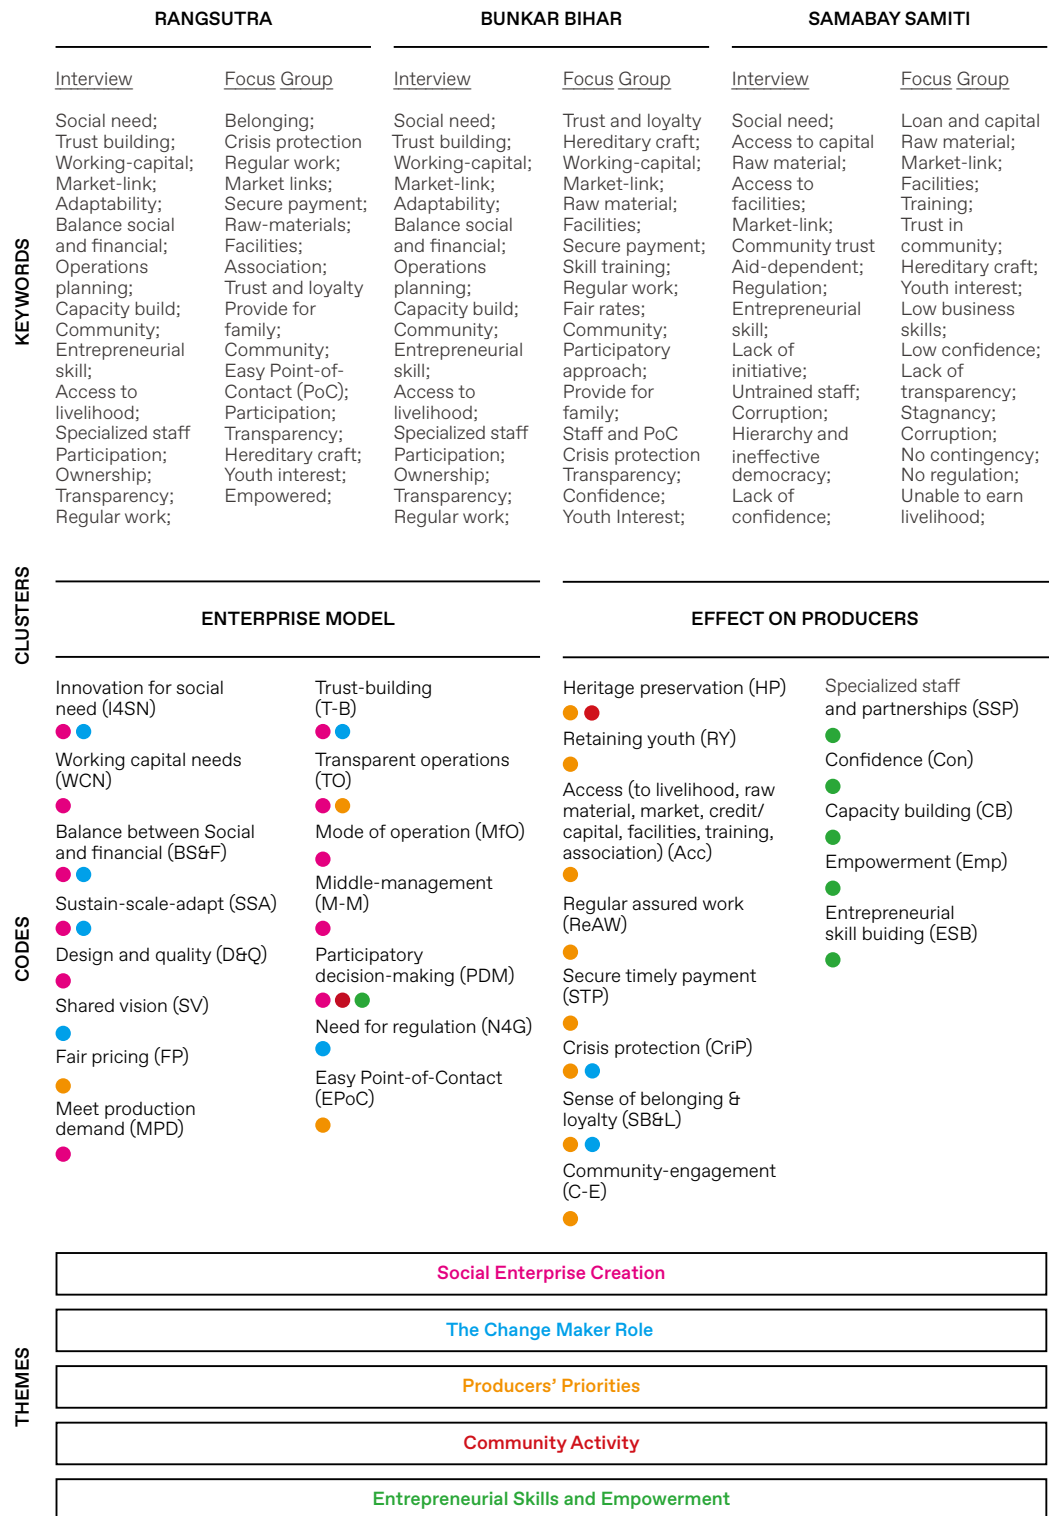 RANGSUTRA
BUNKAR BIHAR
SAMABAY SAMITI
KEYWORDS
Interview
Social need;
Trust building;
Working-capital;
Market-link;
Adaptability;
Balance social
and financial;
Operations
planning;
Capacity build;
Community;
Entrepreneurial
skill;
Access to
livelihood;
Specialized staff
Participation;
Ownership;
Transparency;
Regular work;
Focus Group
Belonging;
Crisis protection
Regular work;
Market links;
Secure payment;
Raw-materials;
Facilities;
Association;
Trust and loyalty
Provide for
family;
Community;
Easy Point-of-
Contact (PoC);
Participation;
Transparency;
Hereditary craft;
Youth interest;
Empowered;
Interview
Social need;
Trust building;
Working-capital;
Market-link;
Adaptability;
Balance social
and financial;
Operations
planning;
Capacity build;
Community;
Entrepreneurial
skill;
Access to
livelihood;
Specialized staff
Participation;
Ownership;
Transparency;
Regular work;
Focus Group
Trust and loyalty
Hereditary craft;
Working-capital;
Market-link;
Raw material;
Facilities;
Secure payment;
Skill training;
Regular work;
Fair rates;
Community;
Participatory
approach;
Provide for
family;
Staff and PoC
Crisis protection
Transparency;
Confidence;
Youth Interest;
Interview
Social need;
Access to capital
Raw material;
Access to
facilities;
Market-link;
Community trust
Aid-dependent;
Regulation;
Entrepreneurial
skill;
Lack of
initiative;
Untrained staff;
Corruption;
Hierarchy and
ineffective
democracy;
Lack of
confidence;
Focus Group
Loan and capital
Raw material;
Market-link;
Facilities;
Training;
Trust in
community;
Hereditary craft;
Youth interest;
Low business
skills;
Low confidence;
Lack of
transparency;
Stagnancy;
Corruption;
No contingency;
No regulation;
Unable to earn
livelihood;
CLUSTERS
ENTERPRISE MODEL
EFFECT ON PRODUCERS
CODES
Innovation for social
need (I4SN)
Working capital needs
(WCN)
Balance between Social
and financial (BS&F)
Sustain-scale-adapt (SSA)
Design and quality (D&Q)
Shared vision (SV)
Fair pricing (FP)
Meet production
demand (MPD)
Trust-building
(T-B)
Transparent operations
(TO)
Mode of operation (MfO)
Middle-management
(M-M)
Participatory
decision-making (PDM)
Need for regulation (N4G)
Easy Point-of-Contact
(EPoC)
Heritage preservation (HP)
Retaining youth (RY)
Access (to livelihood, raw
material, market, credit/
capital, facilities, training,
association) (Acc)
Regular assured work
(ReAW)
Secure timely payment
(STP)
Crisis protection (CriP)
Sense of belonging &
loyalty (SB&L)
Community-engagement
(C-E)
Specialized staff
and partnerships (SSP)
Confidence (Con)
Capacity building (CB)
Empowerment (Emp)
Entrepreneurial
skill buiding (ESB)
THEMES
Social Enterprise Creation
The Change Maker Role
Producers' Priorities
Community Activity
Entrepreneurial Skills and Empowerment